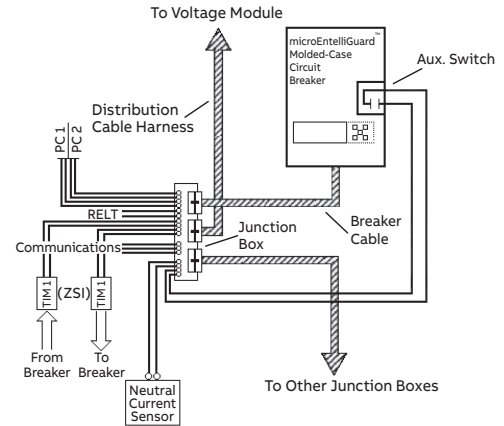 To Voltage Module
microEntelliGuard™
Molded-Case
Circuit
Breaker
Aux. Switch
Distribution
Cable Harness
PC 1
PC 2
RELT
Junction
Box
Breaker
Cable
Communications
TIM 1
(ZSI)
TIM 1
From
Breaker
To
Breaker
Neutral
Current
Sensor
To Other Junction Boxes